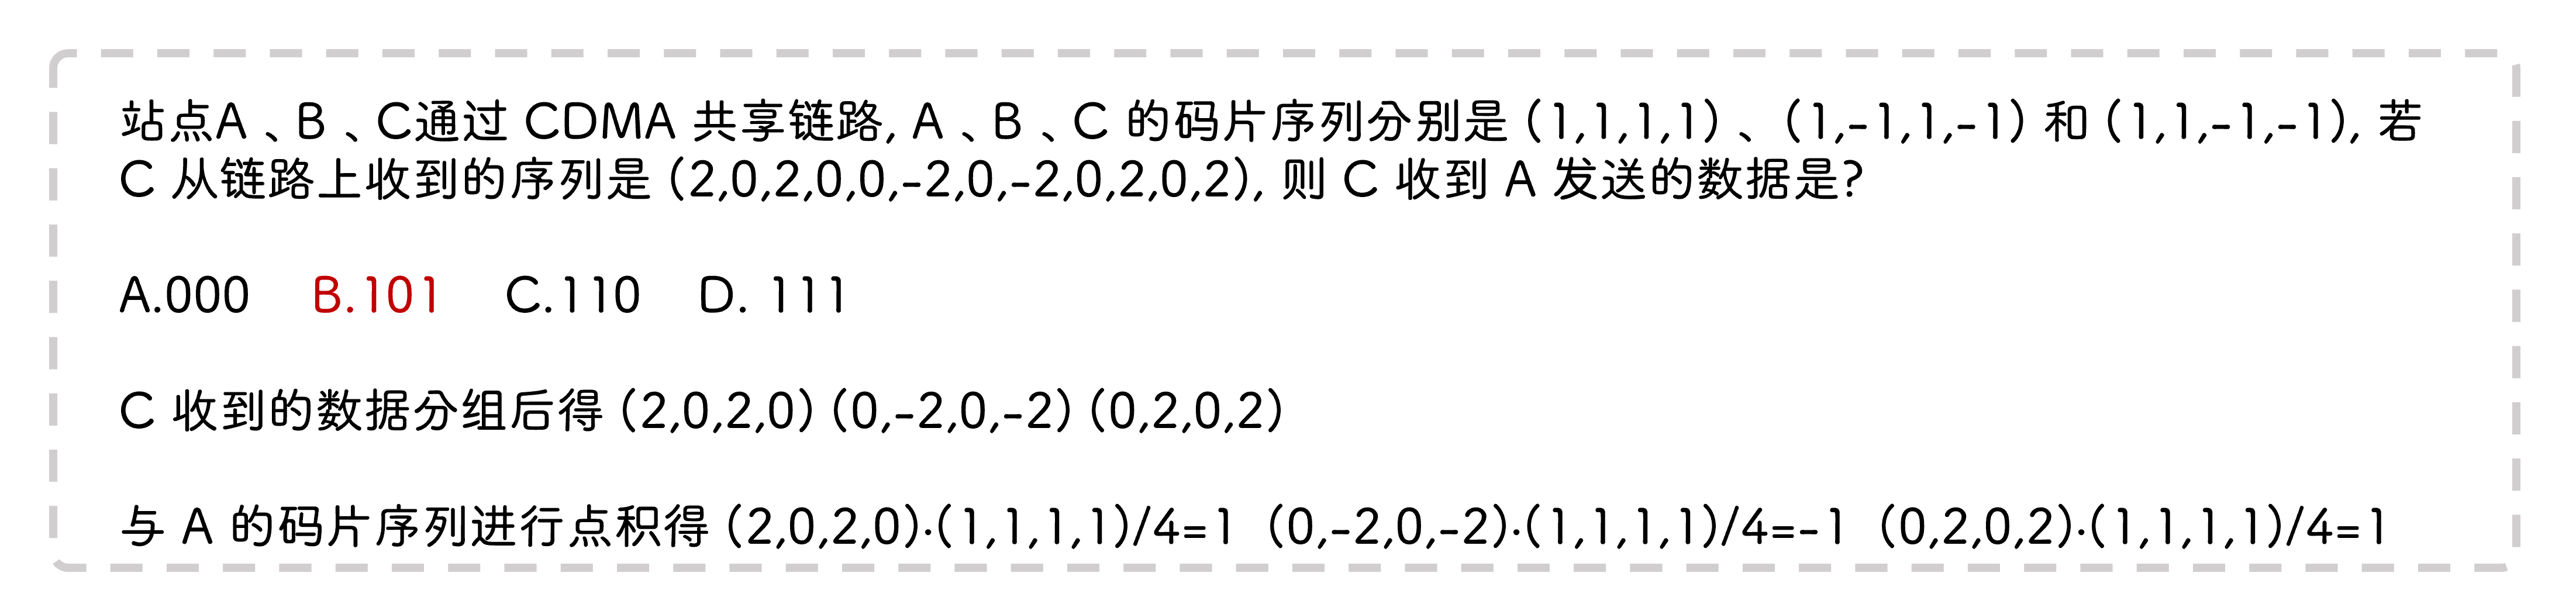 站点A 、B 、C通过 CDMA 共享链路, A 、B 、C 的码片序列分别是 (1,1,1,1) 、 (1,-1,1,-1) 和 (1,1,-1,-1), 若
C 从链路上收到的序列是 (2,0,2,0,0,-2,0,-2,0,2,0,2), 则 C 收到 A 发送的数据是?
A.000 B.101 C.110 D. 111
C 收到的数据分组后得 (2,0,2,0) (0,-2,0,-2) (0,2,0,2)
与 A 的码片序列进行点积得 (2,0,2,0)·(1,1,1,1)/4=1 (0,-2,0,-2)·(1,1,1,1)/4=-1 (0,2,0,2)·(1,1,1,1)/4=1